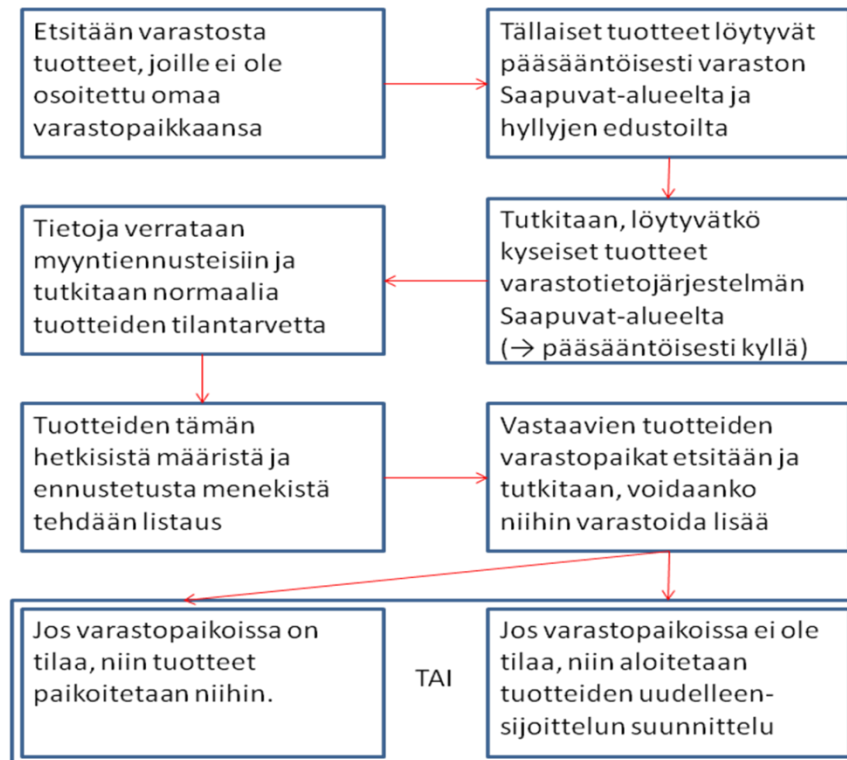 Etsitään varastosta
tuotteet, joille ei ole
osoitettu omaa
varastopaikkaansa
Tällaiset tuotteet löytyvät
pääsääntöisesti varaston
Saapuvat-alueelta ja
hyllyjen edustoilta
Tutkitaan, löytyvätkö
kyseiset tuotteet
varastotietojärjestelmän
Saapuvat-alueelta
(→ pääsääntöisesti kyllä)
Tietoja verrataan
myyntiennusteisiin ja
tutkitaan normaalia
tuotteiden tilantarvetta
Tuotteiden tämän
hetkisistä määristä ja
ennustetusta menekistä
tehdään listaus
Vastaavien tuotteiden
varastopaikat etsitään ja
tutkitaan, voidaanko
niihin varastoida lisää
Jos varastopaikoissa on
tilaa, niin tuotteet
paikoitetaan niihin.
TAI
Jos varastopaikoissa ei ole
tilaa, niin aloitetaan
tuotteiden uudelleen-
sijoittelun suunnittelu